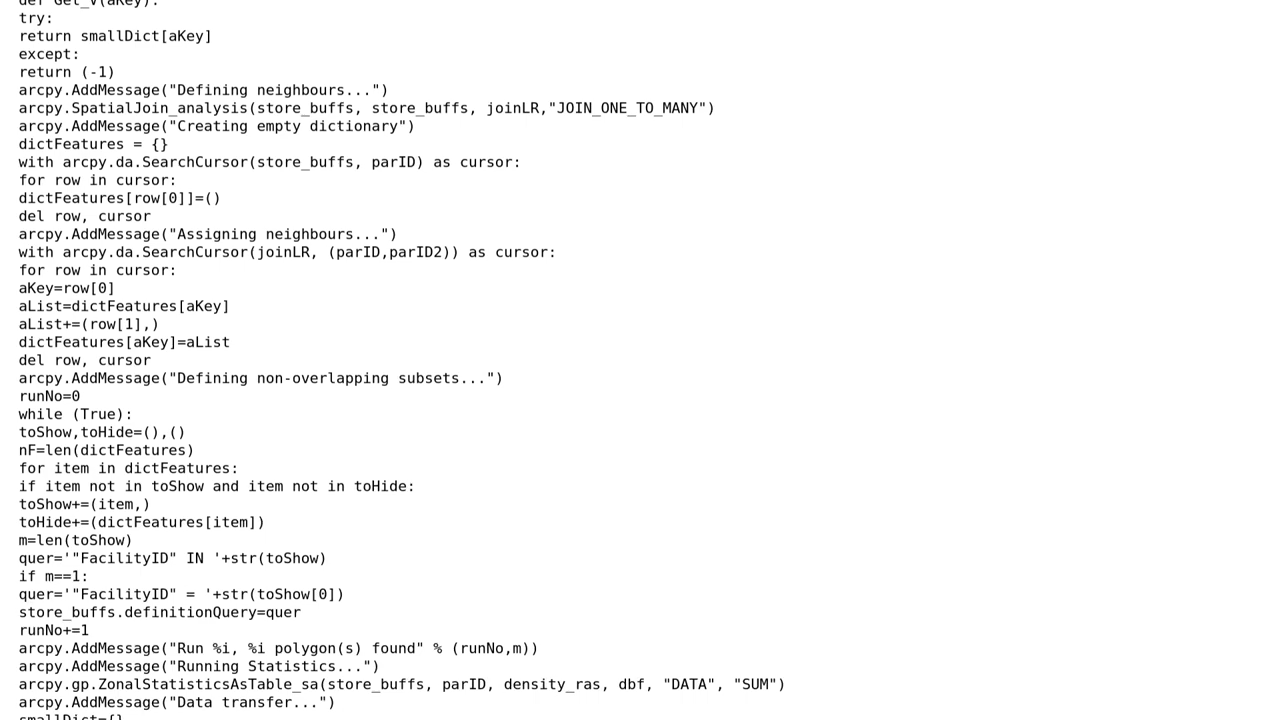 def Get_V(aKey):
try:
return smallDict[aKey]
except:
return (-1)
arcpy.AddMessage("Defining neighbours...")
arcpy.SpatialJoin_analysis(store_buffs, store_buffs, joinLR,"JOIN_ONE_TO_MANY")
arcpy.AddMessage("Creating empty dictionary")
dictFeatures = {}
with arcpy.da.SearchCursor(store_buffs, parID) as cursor:
for row in cursor:
dictFeatures[row[0]]=()
del row, cursor
arcpy.AddMessage("Assigning neighbours...")
with arcpy.da.SearchCursor(joinLR, (parID,parID2)) as cursor:
for row in cursor:
aKey=row[0]
aList=dictFeatures[aKey]
aList+=(row[1],)
dictFeatures[aKey]=aList
del row, cursor
arcpy.AddMessage("Defining non-overlapping subsets...")
runNo=0
while (True):
toShow,toHide=(),()
nF=len(dictFeatures)
for item in dictFeatures:
if item not in toShow and item not in toHide:
toShow+=(item,)
toHide+=(dictFeatures[item])
m=len(toShow)
quer='"FacilityID" IN '+str(toShow)
if m==1:
quer='"FacilityID" = '+str(toShow[0])
store_buffs.definitionQuery=quer
runNo+=1
arcpy.AddMessage("Run %i, %i polygon(s) found" % (runNo,m))
arcpy.AddMessage("Running Statistics...")
arcpy.gp.ZonalStatisticsAsTable_sa(store_buffs, parID, density_ras, dbf, "DATA", "SUM")
arcpy.AddMessage("Data transfer...")
smallDict={}